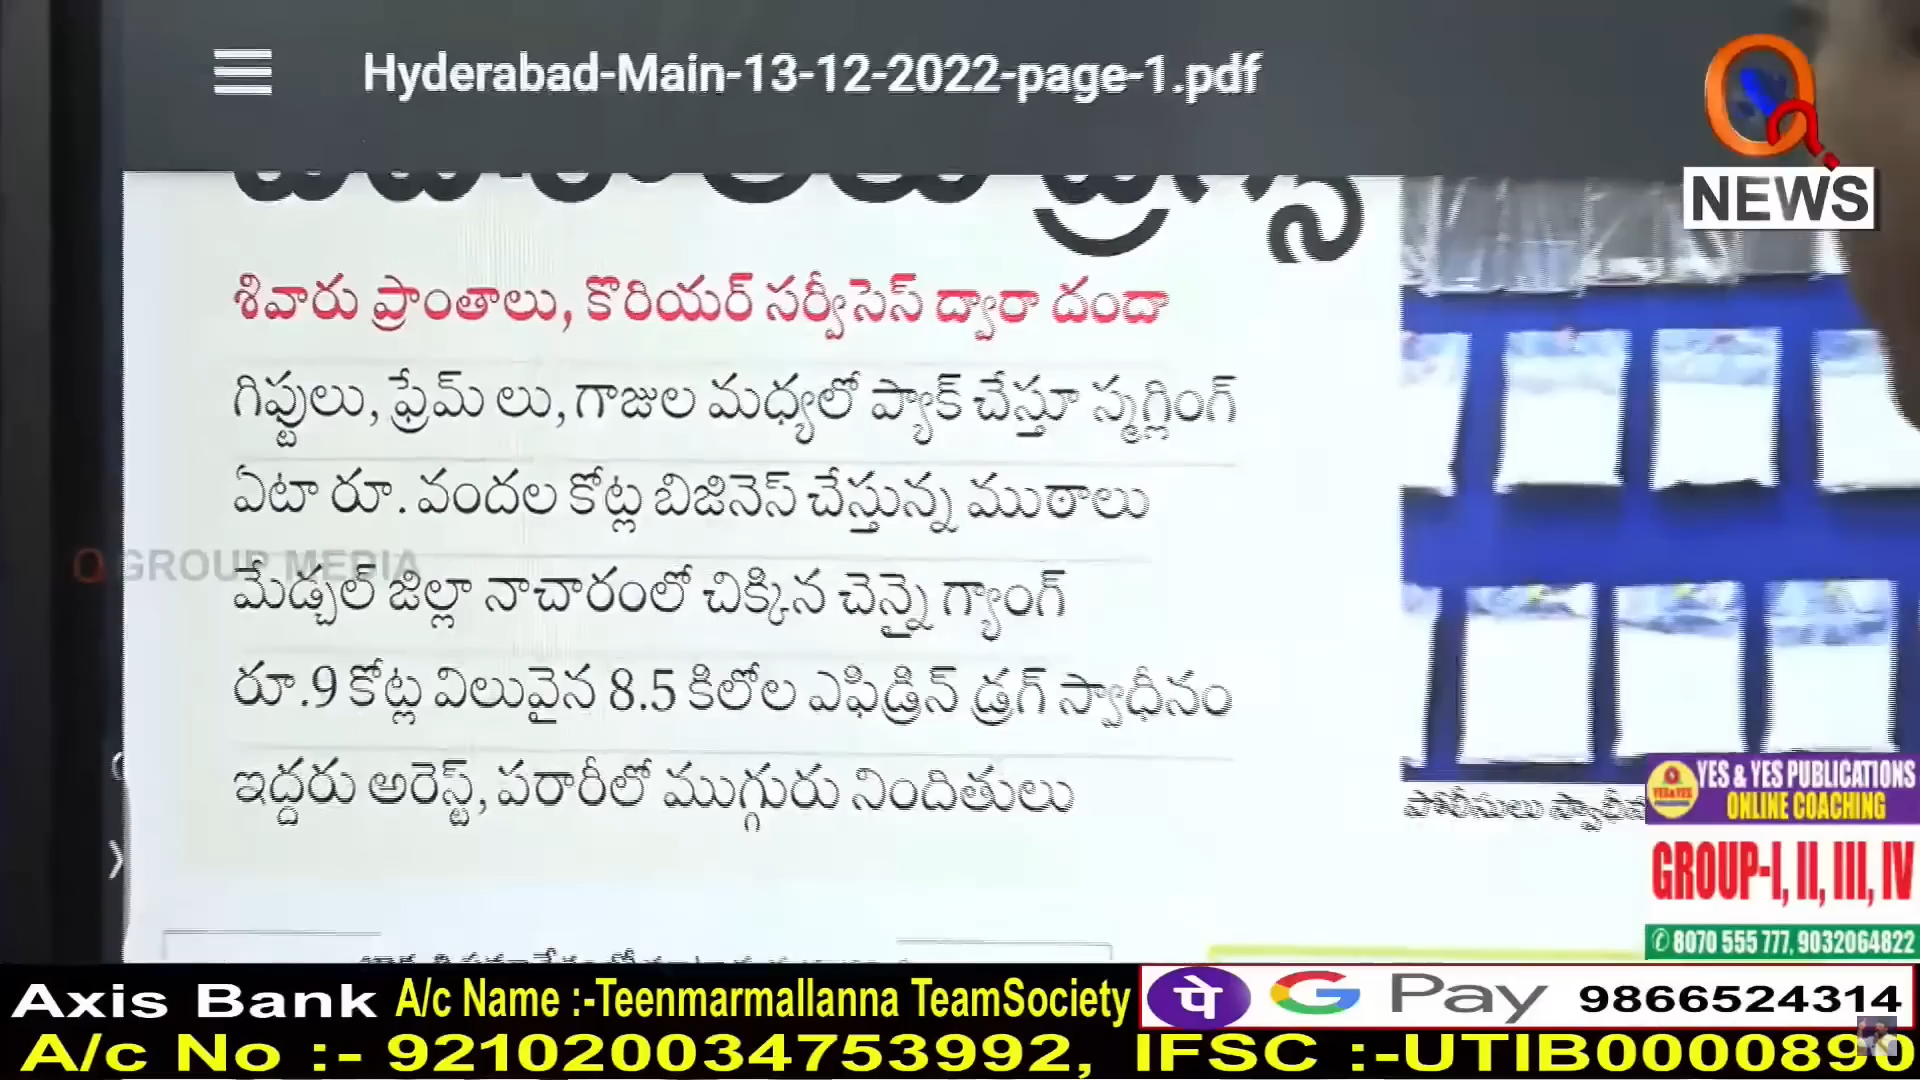 Hyderabad-Main-13-12-2022-page-1.pdf
NEWS
శివారు ప్రాంతాలు, కొరియర్ సర్వీసెస్ ద్వారా దందా
గిఫ్టులు, ఫ్రేమ్ లు, గాజుల మధ్యలో ప్యాక్ చేస్తూ స్మగ్లింగ్
ఏటా రూ. వందల కోట్ల బిజినెస్ చేస్తున్న ముఠాలు
Q GROUP MEDIA
మేడ్చల్ జిల్లా నాచారంలో చిక్కిన చెన్నై గ్యాంగ్
రూ.9 కోట్ల విలువైన 8.5 కిలోల ఎఫిడ్రిన్ డ్రగ్ స్వాధీనం
ఇద్దరు అరెస్ట్, పరారీలో ముగ్గురు నిందితులు
పోలీసులు
YES & YES PUBLICATIONS
ONLINE COACHING
GROUP-I, II, III, IV
8070 555 777, 9032064822
Axis Bank A/c Name :-Teenmarmallanna TeamSociety
पे G Pay 9866524314
A/c No :- 921020034753992, IFSC :-UTIB0000890